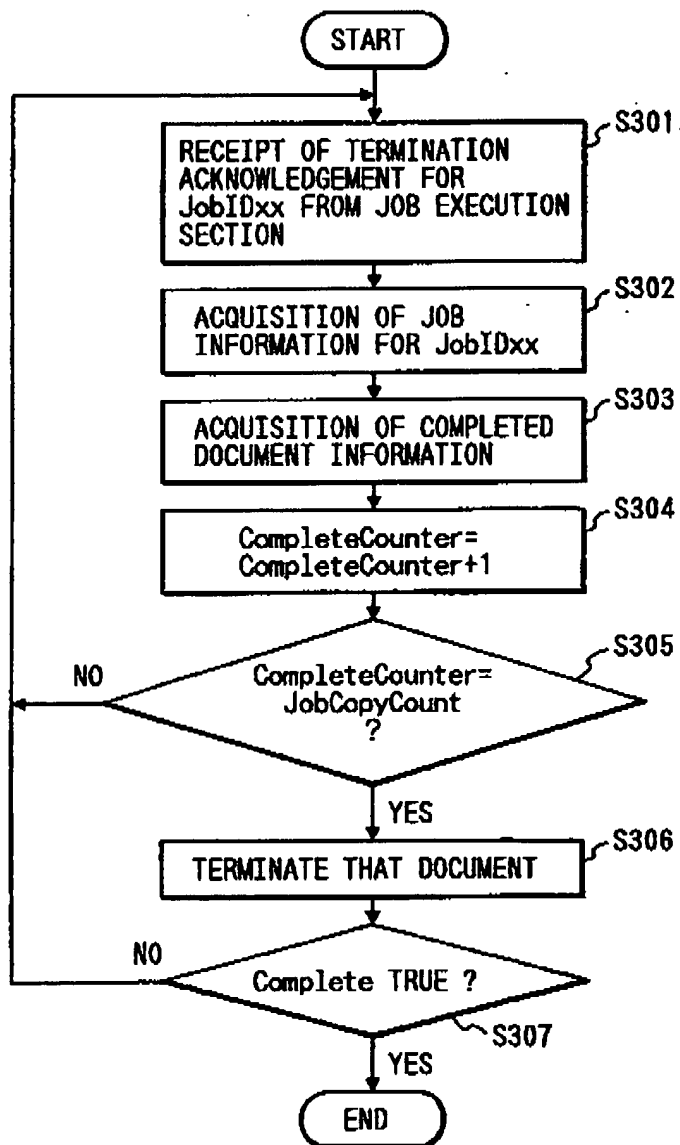 START
S301
RECEIPT OF TERMINATION
ACKNOWLEDGEMENT FOR
JobIDxx FROM JOB EXECUTION
SECTION
S302
ACQUISITION OF JOB
INFORMATION FOR JobIDxx
S303
ACQUISITION OF COMPLETED
DOCUMENT INFORMATION
S304
CompleteCounter=
CompleteCounter+1
S305
NO
CompleteCounter=
JobCopyCount
?
YES
S306
TERMINATE THAT DOCUMENT
NO
Complete TRUE ?
S307
YES
END